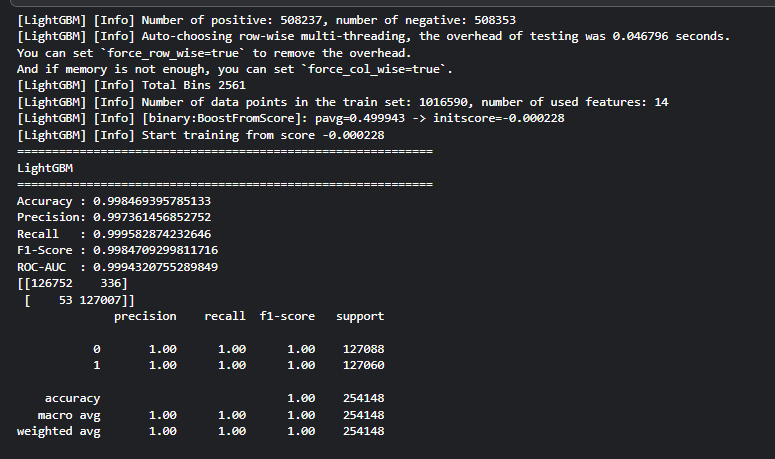 [LightGBM] [Info] Number of positive: 508237, number of negative: 508353
[LightGBM] [Info] Auto-choosing row-wise multi-threading, the overhead of testing was 0.046796 seconds.
You can set `force_row_wise=true` to remove the overhead.
And if memory is not enough, you can set `force_col_wise=true`.
[LightGBM] [Info] Total Bins 2561
[LightGBM] [Info] Number of data points in the train set: 1016590, number of used features: 14
[LightGBM] [Info] [binary:BoostFromScore]: pavg=0.499943 -> initscore=-0.000228
[LightGBM] [Info] Start training from score -0.000228
============================================================
LightGBM
============================================================
Accuracy : 0.998469395785133
Precision: 0.997361456852752
Recall   : 0.999582874232646
F1-Score : 0.9984709299811716
ROC-AUC  : 0.9994320755289849
[[126752    336]
 [    53 127007]]
              precision    recall  f1-score   support
           0       1.00      1.00      1.00    127088
           1       1.00      1.00      1.00    127060
    accuracy                           1.00    254148
   macro avg       1.00      1.00      1.00    254148
weighted avg       1.00      1.00      1.00    254148